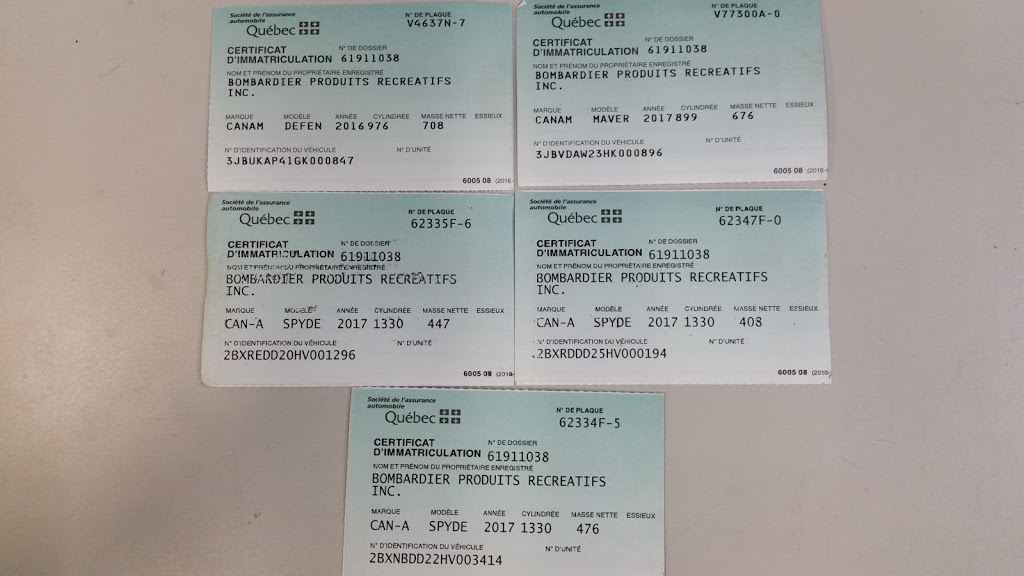 Société de l'assurance
automobile
Québec
N° DE PLAQUE
V4637N-7
CERTIFICAT
D'IMMATRICULATION
N° DE DOSSIER
61911038
NOM ET PRÉNOM DU PROPRIÉTAIRE ENREGISTRÉ
BOMBARDIER PRODUITS RECREATIFS
INC.
MARQUE MODÈLE ANNÉE CYLINDRÉE MASSE NETTE ESSIEUX
CANAM DEFEN 2016 976 708
N° D'IDENTIFICATION DU VÉHICULE N° D'UNITÉ
3JBUKAP41GK000847
6005 08 (2016-
Société de l'assurance
automobile
Québec
N° DE PLAQUE
V77300A-0
CERTIFICAT
D'IMMATRICULATION
N° DE DOSSIER
61911038
NOM ET PRÉNOM DU PROPRIÉTAIRE ENREGISTRÉ
BOMBARDIER PRODUITS RECREATIFS
INC.
MARQUE MODÈLE ANNÉE CYLINDRÉE MASSE NETTE ESSIEUX
CANAM MAVER 2017 899 676
N° D'IDENTIFICATION DU VÉHICULE N° D'UNITÉ
3JBVDAW23HK000896
6005 08 (2016-
Société de l'assurance
automobile
Québec
N° DE PLAQUE
62335F-6
CERTIFICAT
D'IMMATRICULATION
N° DE DOSSIER
61911038
NOM ET PRÉNOM DU PROPRIÉTAIRE ENREGISTRÉ
BOMBARDIER PRODUITS RECREATIFS
INC.
MARQUE MODÈLE ANNÉE CYLINDRÉE MASSE NETTE ESSIEUX
CAN-A SPYDE 2017 1330 447
N° D'IDENTIFICATION DU VÉHICULE N° D'UNITÉ
2BXREDD20HV001296
6005 08 (2016-
Société de l'assurance
automobile
Québec
N° DE PLAQUE
62347F-0
CERTIFICAT
D'IMMATRICULATION
N° DE DOSSIER
61911038
NOM ET PRÉNOM DU PROPRIÉTAIRE ENREGISTRÉ
BOMBARDIER PRODUITS RECREATIFS
INC.
MARQUE MODÈLE ANNÉE CYLINDRÉE MASSE NETTE ESSIEUX
CAN-A SPYDE 2017 1330 408
N° D'IDENTIFICATION DU VÉHICULE N° D'UNITÉ
2BXRDDD25HV000194
6005 08 (2016-
Société de l'assurance
automobile
Québec
N° DE PLAQUE
62334F-5
CERTIFICAT
D'IMMATRICULATION
N° DE DOSSIER
61911038
NOM ET PRÉNOM DU PROPRIÉTAIRE ENREGISTRÉ
BOMBARDIER PRODUITS RECREATIFS
INC.
MARQUE MODÈLE ANNÉE CYLINDRÉE MASSE NETTE ESSIEUX
CAN-A SPYDE 2017 1330 476
N° D'IDENTIFICATION DU VÉHICULE N° D'UNITÉ
2BXNBDD22HV003414